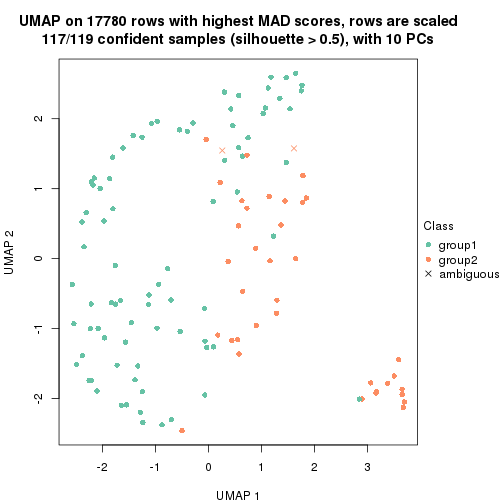 UMAP on 17780 rows with highest MAD scores, rows are scaled
117/119 confident samples (silhouette > 0.5), with 10 PCs
UMAP 2
2
1
0
-1
-2
-2
-1
0
1
2
3
UMAP 1
Class
group1
group2
ambiguous